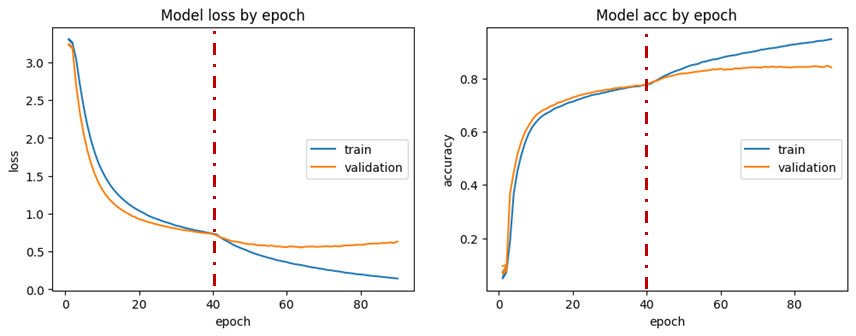 Model loss by epoch
3.0
2.5
2.0
1.5
1.0
0.5
0.0
loss
0 20 40 60 80
epoch
train
validation
Model acc by epoch
0.8
0.6
0.4
0.2
accuracy
0 20 40 60 80
epoch
train
validation